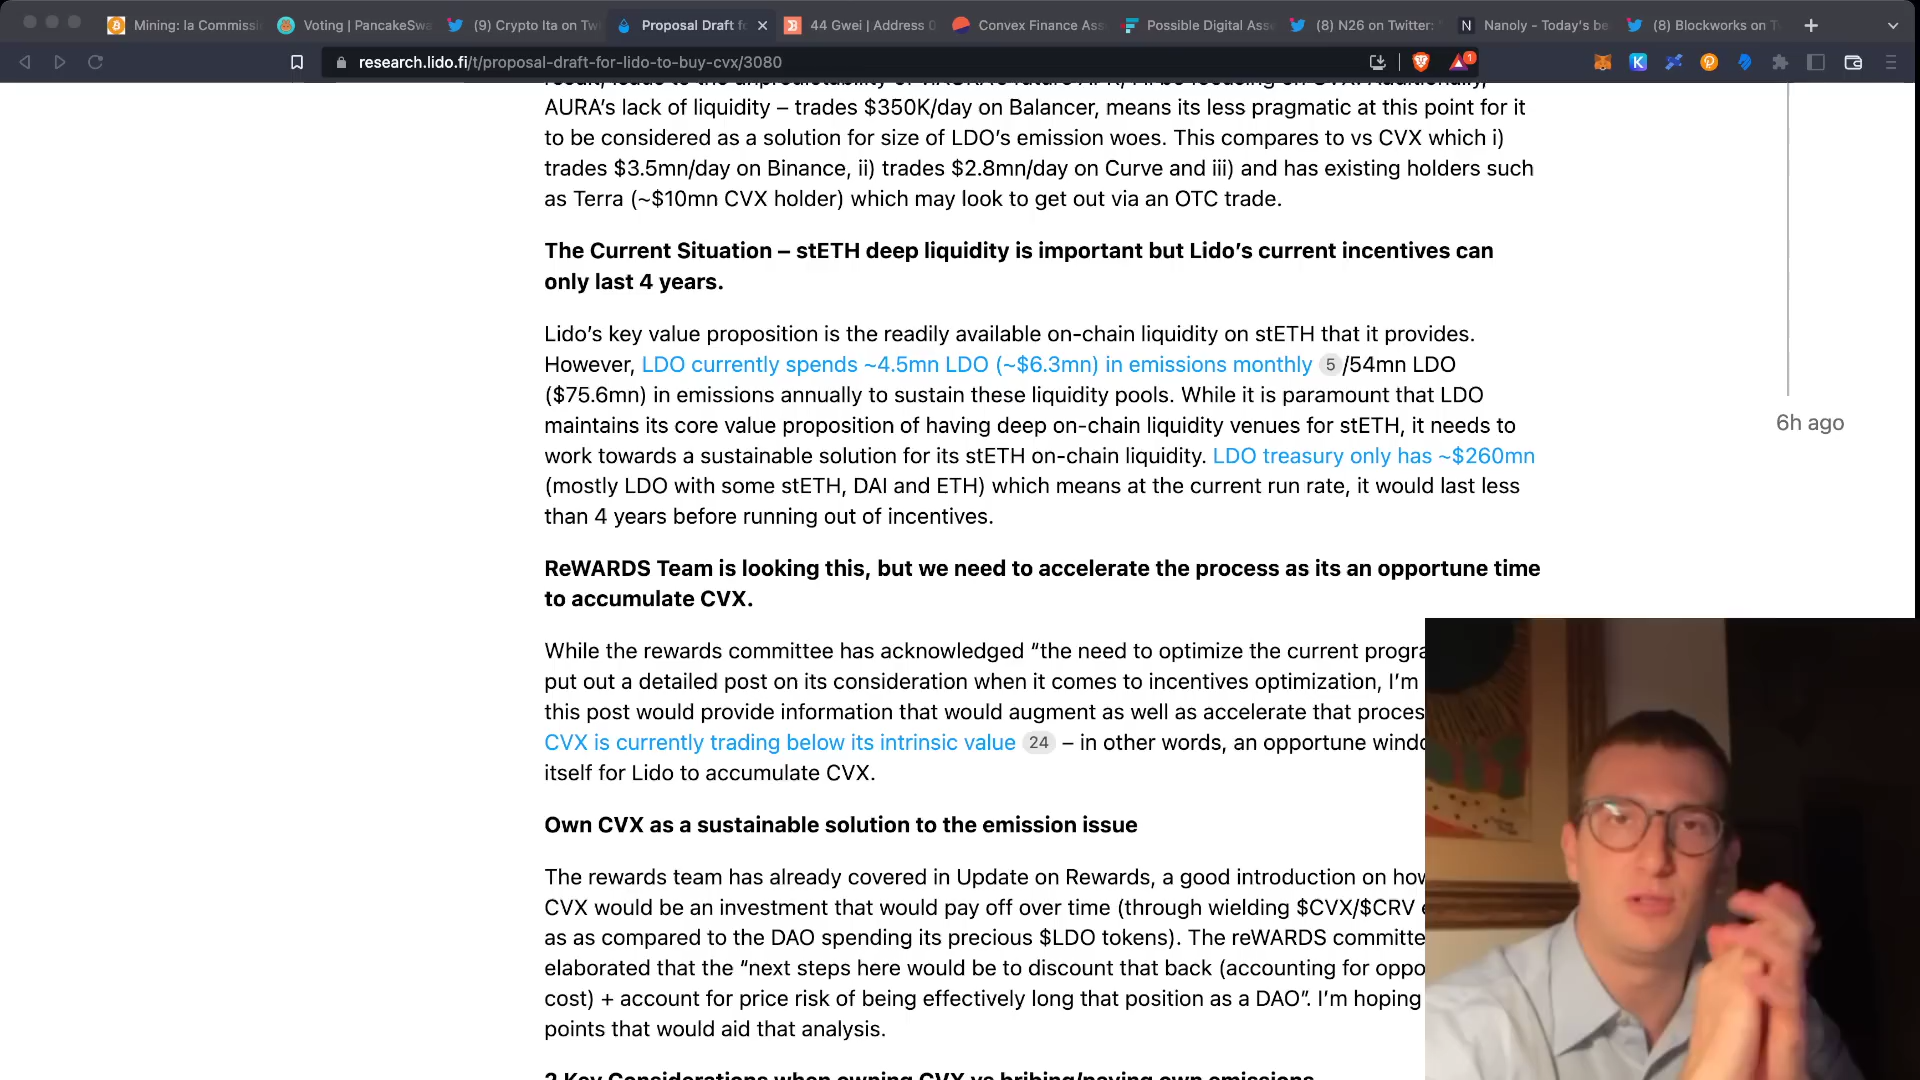 Mining: la Commissi
Voting | PancakeSwa
(9) Crypto Ita on Tw
Proposal Draft f
44 Gwei | Address 0
Convex Finance Ass
Possible Digital Ass
(8) N26 on Twitter:
Nanoly - Today's be
(8) Blockworks on T
research.lido.fi/t/proposal-draft-for-lido-to-buy-cvx/3080
AURA's lack of liquidity – trades $350K/day on Balancer, means its less pragmatic at this point for it
to be considered as a solution for size of LDO's emission woes. This compares to vs CVX which i)
trades $3.5mn/day on Binance, ii) trades $2.8mn/day on Curve and iii) and has existing holders such
as Terra (~$10mn CVX holder) which may look to get out via an OTC trade.
The Current Situation – stETH deep liquidity is important but Lido's current incentives can
only last 4 years.
Lido's key value proposition is the readily available on-chain liquidity on stETH that it provides.
However, LDO currently spends ~4.5mn LDO (~$6.3mn) in emissions monthly 5 /54mn LDO
($75.6mn) in emissions annually to sustain these liquidity pools. While it is paramount that LDO
maintains its core value proposition of having deep on-chain liquidity venues for stETH, it needs to
work towards a sustainable solution for its stETH on-chain liquidity. LDO treasury only has ~$260mn
(mostly LDO with some stETH, DAI and ETH) which means at the current run rate, it would last less
than 4 years before running out of incentives.
6h ago
ReWARDS Team is looking this, but we need to accelerate the process as its an opportune time
to accumulate CVX.
While the rewards committee has acknowledged “the need to optimize the current progra
put out a detailed post on its consideration when it comes to incentives optimization, I'm
this post would provide information that would augment as well as accelerate that proces
CVX is currently trading below its intrinsic value 24 – in other words, an opportune windo
itself for Lido to accumulate CVX.
Own CVX as a sustainable solution to the emission issue
The rewards team has already covered in Update on Rewards, a good introduction on how
CVX would be an investment that would pay off over time (through wielding $CVX/$CRV e
as as compared to the DAO spending its precious $LDO tokens). The reWARDS committe
elaborated that the “next steps here would be to discount that back (accounting for oppo
cost) + account for price risk of being effectively long that position as a DAO”. I'm hoping
points that would aid that analysis.
2 Key Considerations when owning CVX vs bribing/paying own emissions